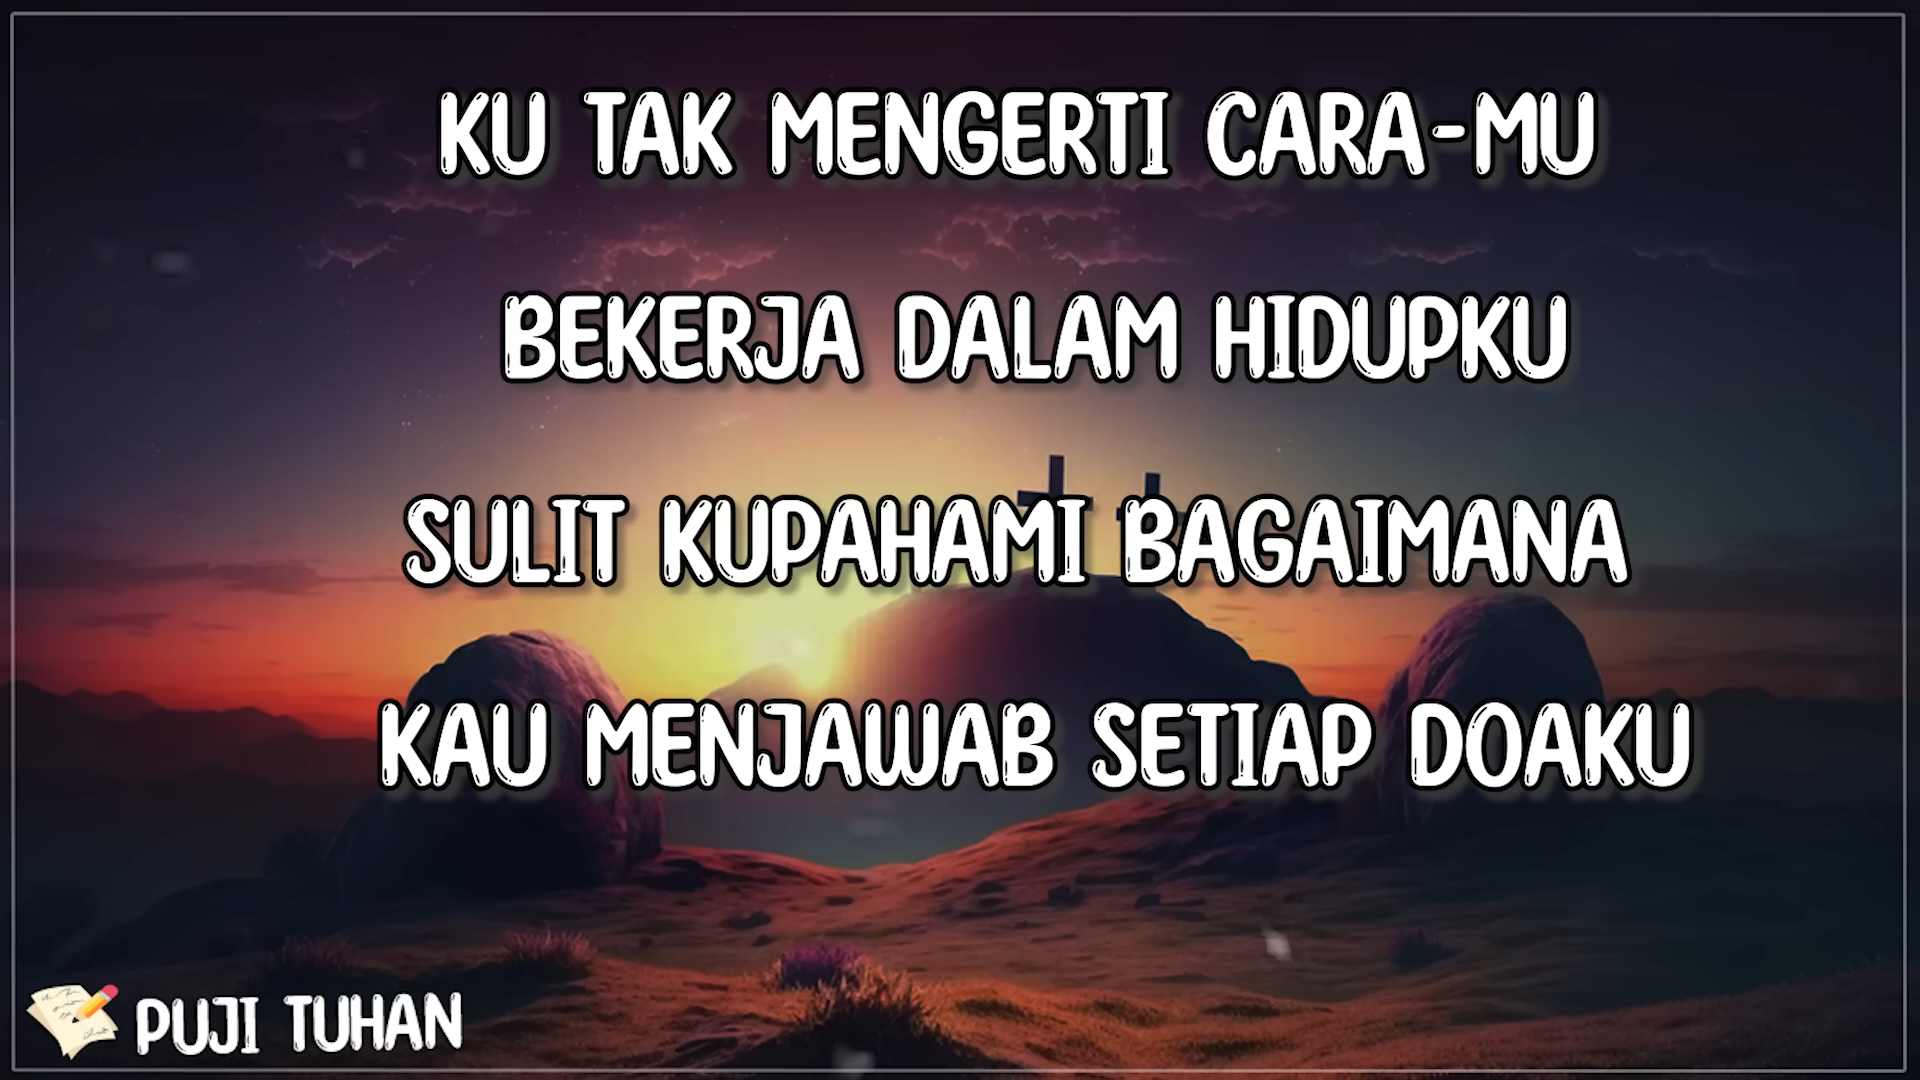 KU TAK MENGERTI CARA-MU
BEKERJA DALAM HIDUPKU
SULIT KUPAHAMI BAGAIMANA
KAU MENJAWAB SETIAP DOAKU
PUJI TUHAN